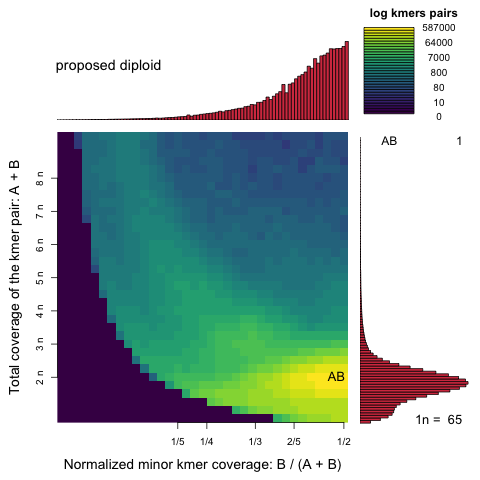 log kmers pairs
587000
64000
7000
800
80
10
0
proposed diploid
AB 1
Total coverage of the kmer pair: A + B
8 n
7 n
6 n
5 n
4 n
3 n
2 n
AB
1n = 65
1/5 1/4 1/3 2/5 1/2
Normalized minor kmer coverage: B / (A + B)